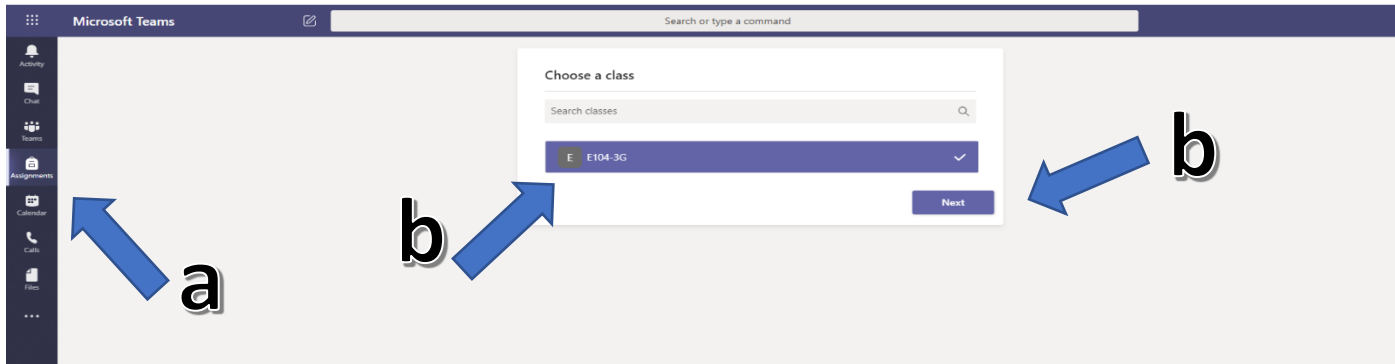 Microsoft Teams
Search or type a command
Activity
Chat
Teams
Assignments
Calendar
Calls
Files
Choose a class
Search classes
E E104-3G
Next
a
b
b